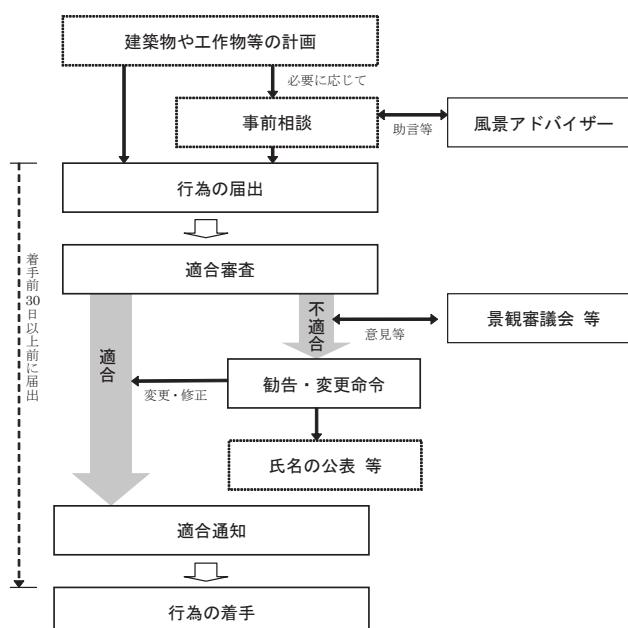 建築物や工作物等の計画
必要に応じて
事前相談
助言等
風景アドバイザー
行為の届出
適合審査
着手前30日以上前に届出
適合
不適合
意見等
景観審議会 等
勧告・変更命令
変更・修正
氏名の公表 等
適合通知
行為の着手